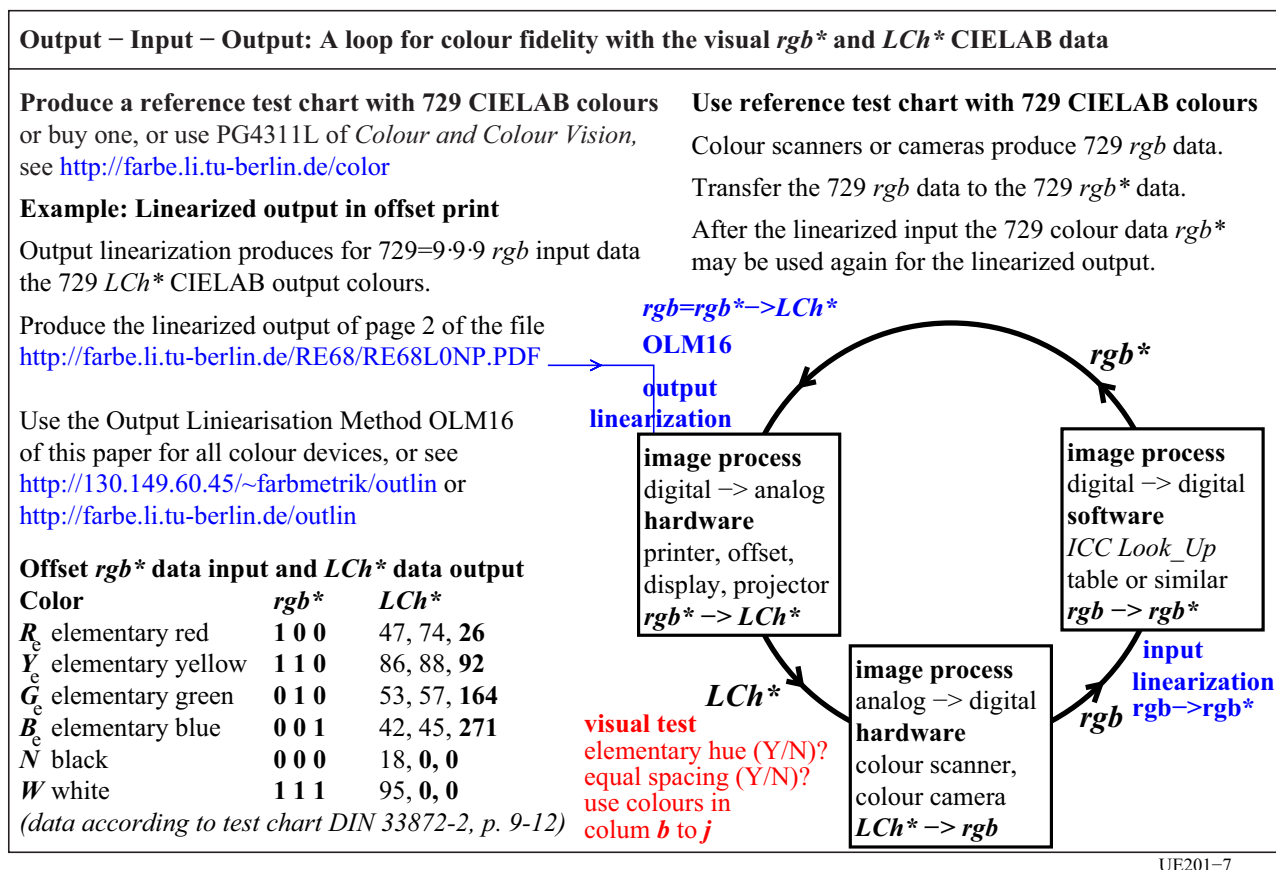 Output − Input − Output: A loop for colour fidelity with the visual rgb* and LCh* CIELAB data
Produce a reference test chart with 729 CIELAB colours
or buy one, or use PG4311L of Colour and Colour Vision,
see http://farbe.li.tu-berlin.de/color
Example: Linearized output in offset print
Output linearization produces for 729=9·9·9 rgb input data
the 729 LCh* CIELAB output colours.
Produce the linearized output of page 2 of the file
http://farbe.li.tu-berlin.de/RE68/RE68L0NP.PDF
Use the Output Liniearisation Method OLM16
of this paper for all colour devices, or see
http://130.149.60.45/~farbmetrik/outlin or
http://farbe.li.tu-berlin.de/outlin
Offset rgb* data input and LCh* data output
Color rgb* LCh*
Re elementary red 1 0 0 47, 74, 26
Ye elementary yellow 1 1 0 86, 88, 92
Ge elementary green 0 1 0 53, 57, 164
Be elementary blue 0 0 1 42, 45, 271
N black 0 0 0 18, 0, 0
W white 1 1 1 95, 0, 0
(data according to test chart DIN 33872-2, p. 9-12)
Use reference test chart with 729 CIELAB colours
Colour scanners or cameras produce 729 rgb data.
Transfer the 729 rgb data to the 729 rgb* data.
After the linearized input the 729 colour data rgb*
may be used again for the linearized output.
rgb=rgb*−>LCh*
OLM16
output
linearization
rgb*
image process
digital −> analog
hardware
printer, offset,
display, projector
rgb* −> LCh*
image process
digital −> digital
software
ICC Look_Up
table or similar
rgb −> rgb*
input
linearization
rgb−>rgb*
LCh*
rgb
visual test
elementary hue (Y/N)?
equal spacing (Y/N)?
use colours in
colum b to j
image process
analog −> digital
hardware
colour scanner,
colour camera
LCh* −> rgb
UE201−7